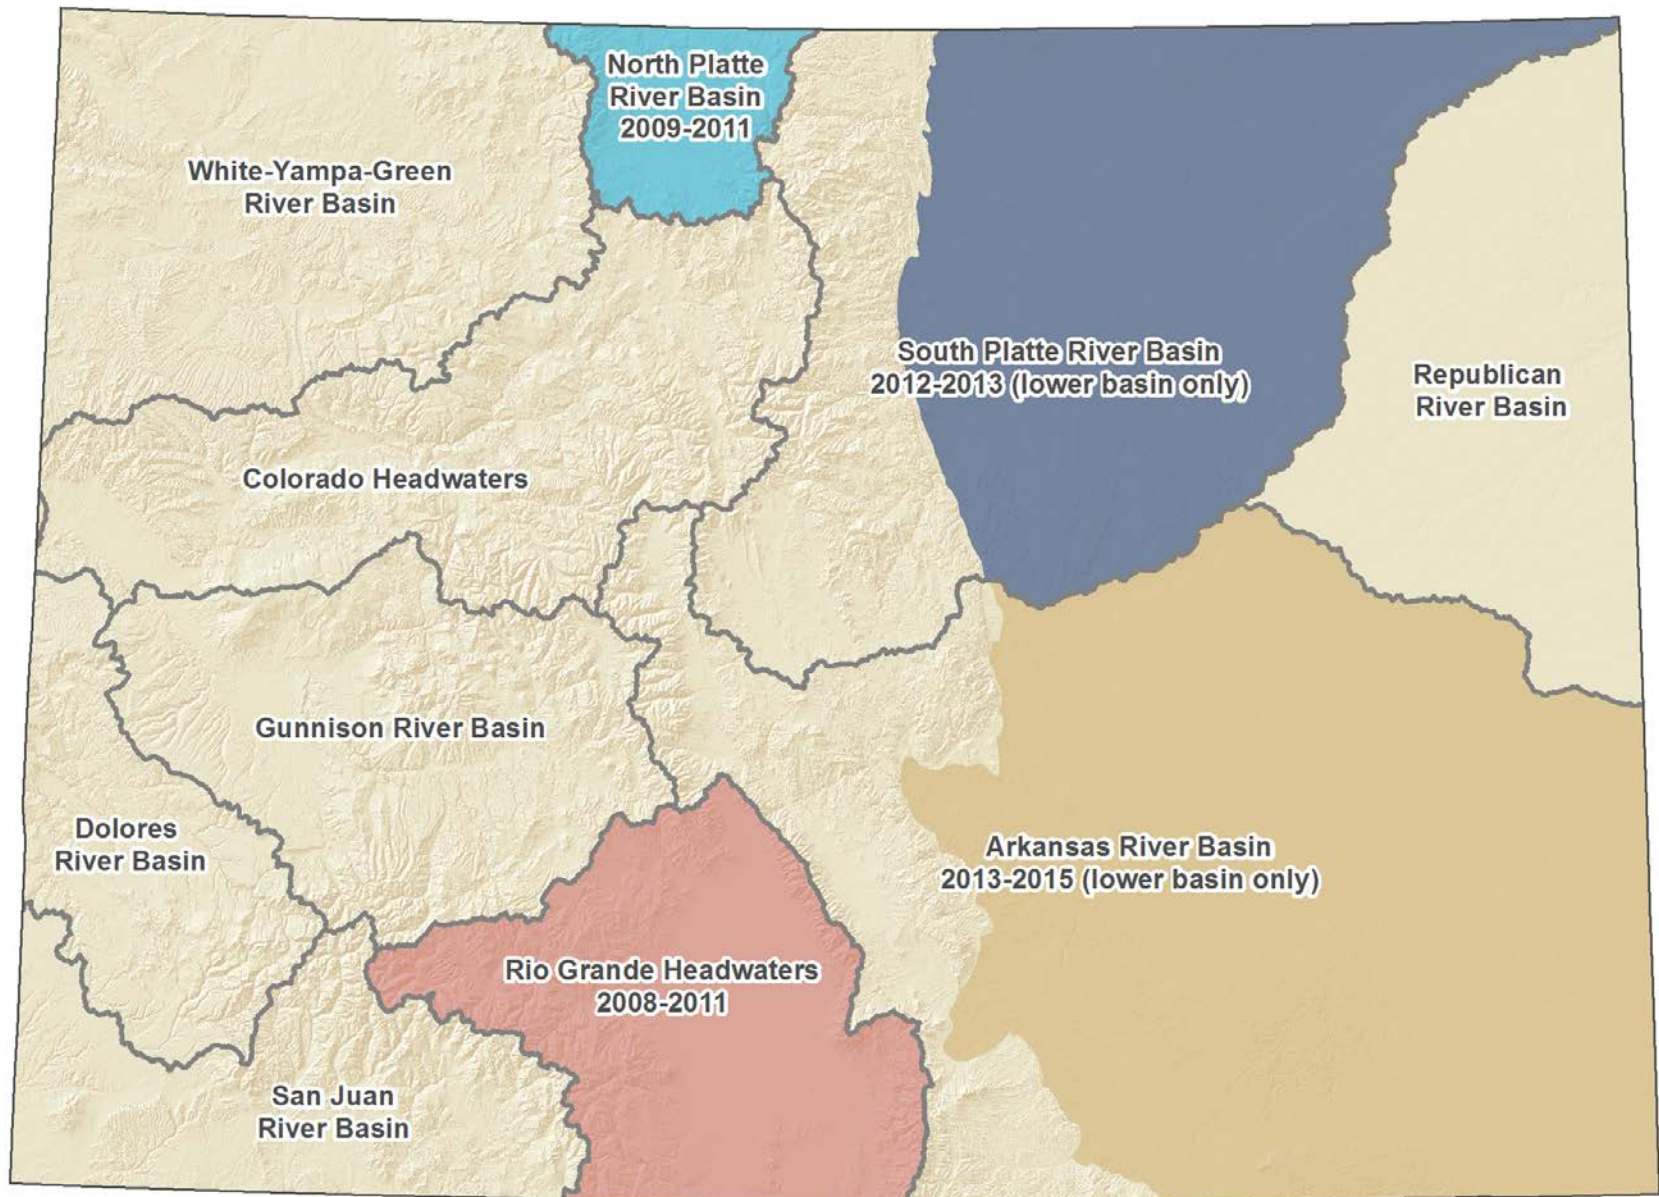 North Platte
River Basin
2009-2011
White-Yampa-Green
River Basin
South Platte River Basin
2012-2013 (lower basin only)
Republican
River Basin
Colorado Headwaters
Gunnison River Basin
Dolores
River Basin
Arkansas River Basin
2013-2015 (lower basin only)
Rio Grande Headwaters
2008-2011
San Juan
River Basin